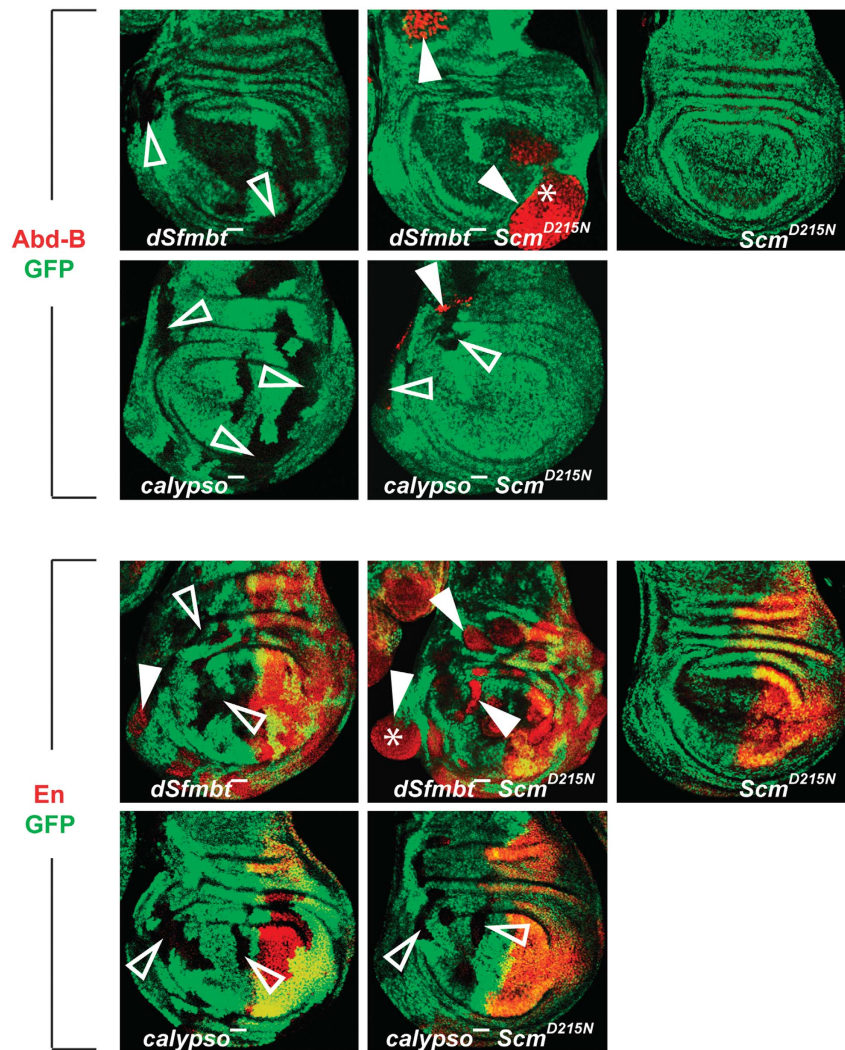 Abd-B
GFP
dSfmbt⁻
*
dSfmbt⁻ Scm^D215N
Scm^D215N
calypso⁻
calypso⁻ Scm^D215N
En
GFP
dSfmbt⁻
*
dSfmbt⁻ Scm^D215N
Scm^D215N
calypso⁻
calypso⁻ Scm^D215N